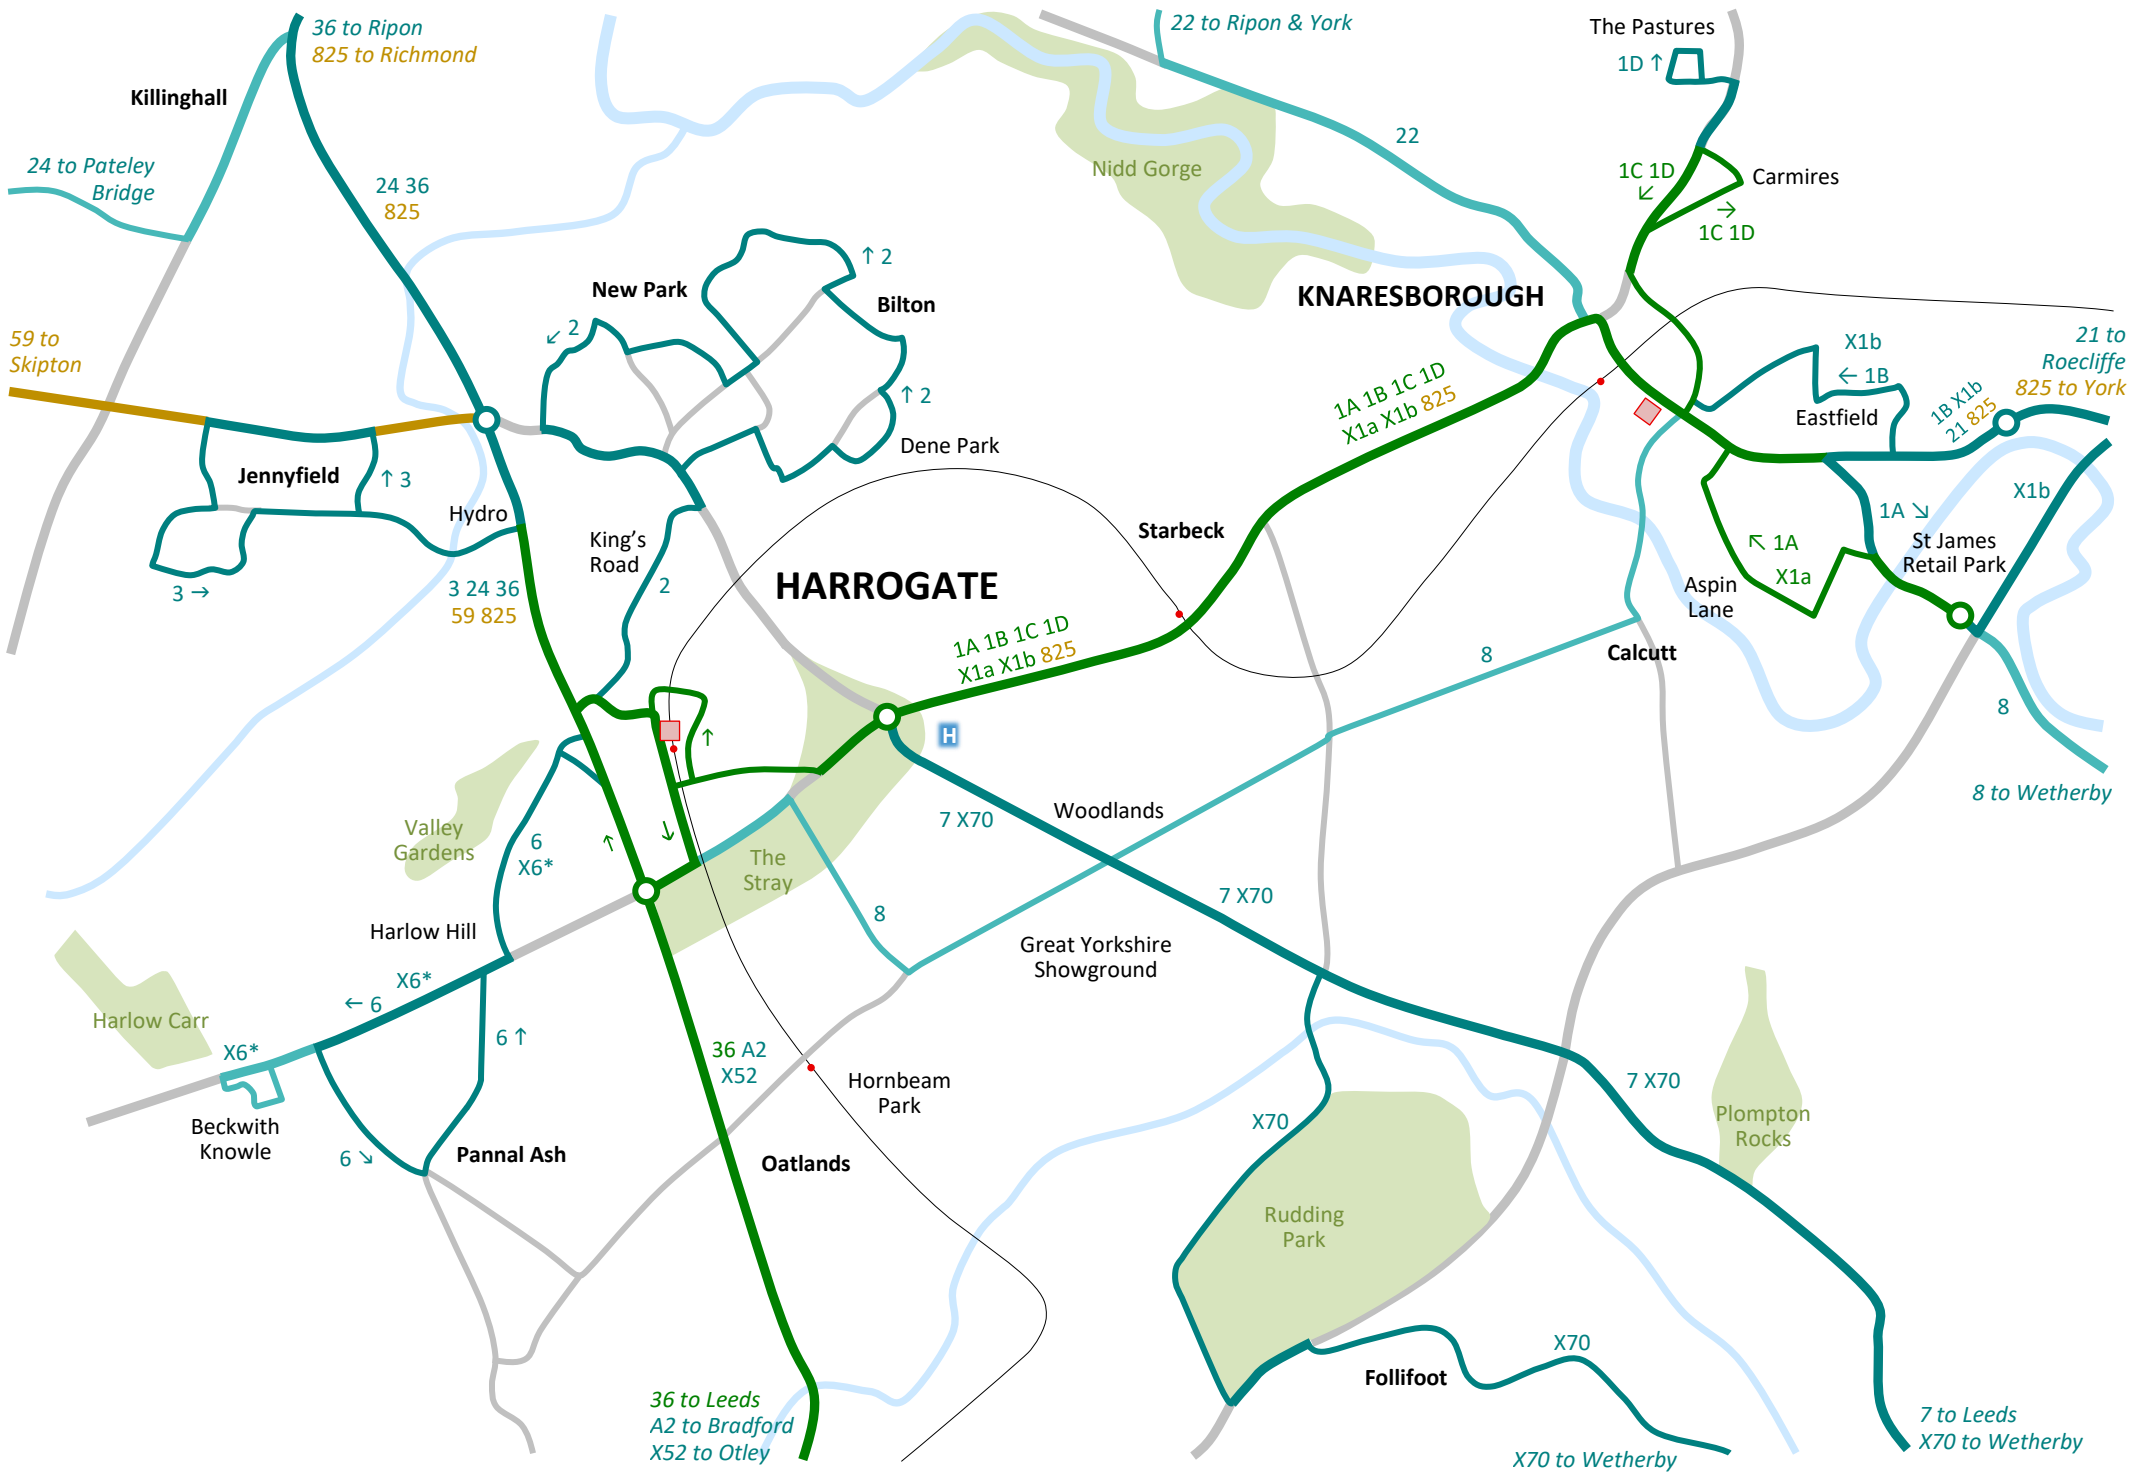 36 to Ripon
825 to Richmond
22 to Ripon & York
The Pastures
1D ↑
Killinghall
22
24 to Pateley
Bridge
24 36
825
Nidd Gorge
1C 1D
↙
Carmires
→
1C 1D
↑ 2
New Park
Bilton
KNARESBOROUGH
↙ 2
59 to
Skipton
X1b
← 1B
21 to
Roecliffe
825 to York
1A 1B 1C 1D
X1a X1b 825
↑ 2
Eastfield
1B X1b
21 825
Dene Park
Jennyfield
↑ 3
Hydro
King's
Road
Starbeck
X1b
1A ↘
↖ 1A
X1a
St James
Retail Park
HARROGATE
2
3 →
3 24 36
59 825
Aspin
Lane
1A 1B 1C 1D
X1a X1b 825
8
Calcutt
8
H
↑
8 to Wetherby
Woodlands
7 X70
Valley
Gardens
6
X6*
↑
↓
The
Stray
7 X70
8
Harlow Hill
Great Yorkshire
Showground
X6*
← 6
Harlow Carr
6 ↑
X6*
36 A2
X52
Hornbeam
Park
7 X70
Plompton
Rocks
X70
Beckwith
Knowle
6 ↘
Pannal Ash
Oatlands
Rudding
Park
X70
Follifoot
36 to Leeds
A2 to Bradford
X52 to Otley
7 to Leeds
X70 to Wetherby
X70 to Wetherby